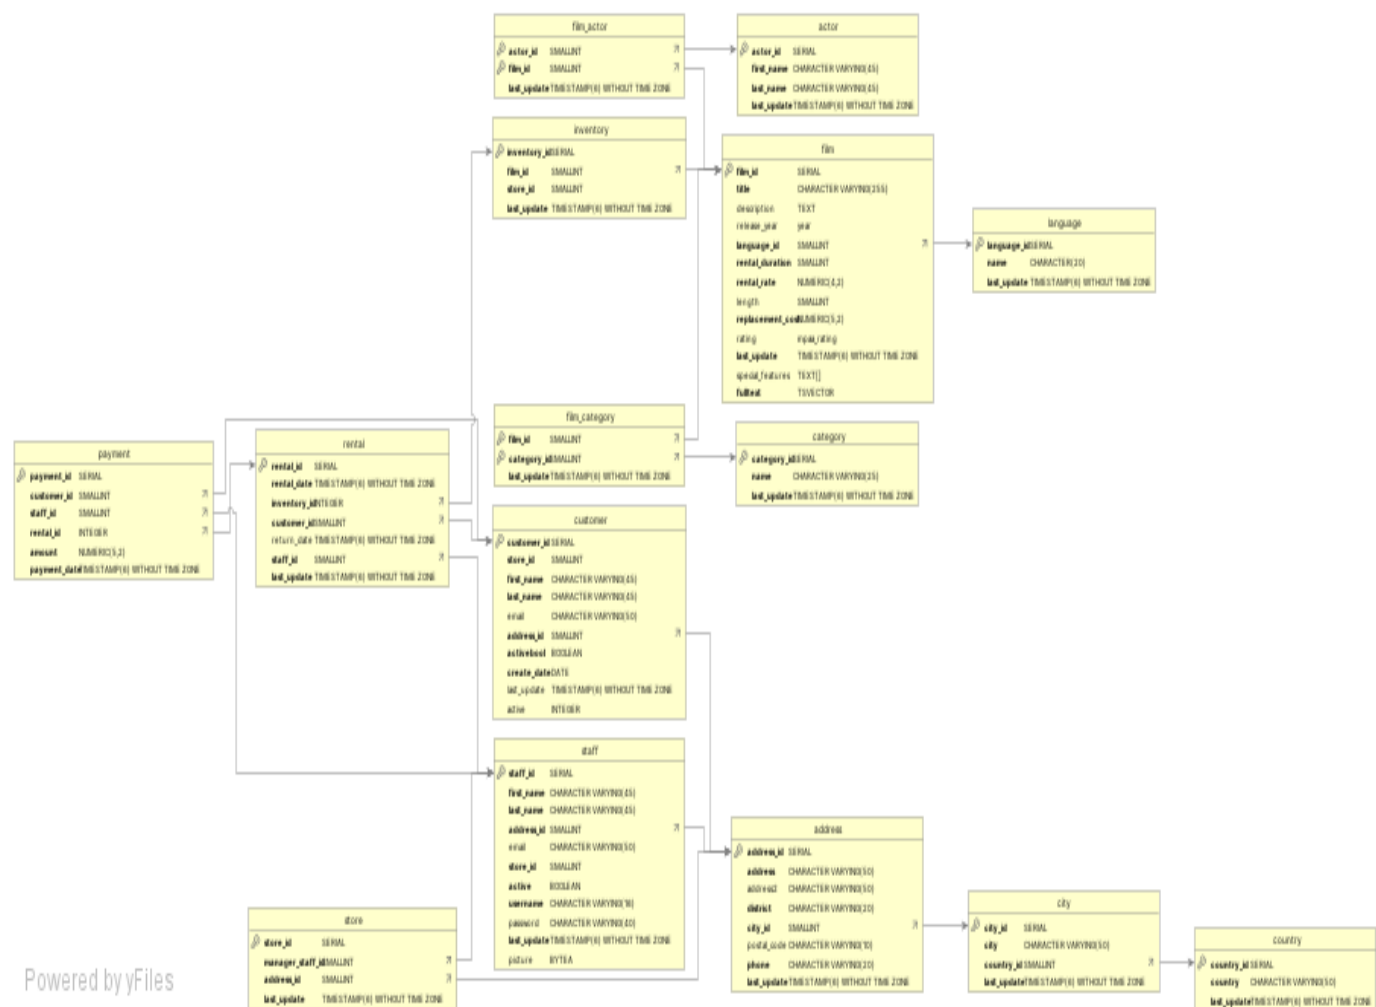 film_actor
actor_id SMALLINT
film_id SMALLINT
last_update TIMESTAMP(6) WITHOUT TIME ZONE
actor
actor_id SERIAL
first_name CHARACTER VARYING(45)
last_name CHARACTER VARYING(45)
last_update TIMESTAMP(6) WITHOUT TIME ZONE
inventory
inventory_id SERIAL
film_id SMALLINT
store_id SMALLINT
last_update TIMESTAMP(6) WITHOUT TIME ZONE
film
film_id SERIAL
title CHARACTER VARYING(255)
description TEXT
release_year year
language_id SMALLINT
rental_duration SMALLINT
rental_rate NUMERIC(4,2)
length SMALLINT
replacement_cost NUMERIC(5,2)
rating mpaa_rating
last_update TIMESTAMP(6) WITHOUT TIME ZONE
special_features TEXT[]
fulltext TSVECTOR
language
language_id SERIAL
name CHARACTER(20)
last_update TIMESTAMP(6) WITHOUT TIME ZONE
film_category
film_id SMALLINT
category_id SMALLINT
last_update TIMESTAMP(6) WITHOUT TIME ZONE
category
category_id SERIAL
name CHARACTER VARYING(25)
last_update TIMESTAMP(6) WITHOUT TIME ZONE
payment
payment_id SERIAL
customer_id SMALLINT
staff_id SMALLINT
rental_id INTEGER
amount NUMERIC(5,2)
payment_date TIMESTAMP(6) WITHOUT TIME ZONE
rental
rental_id SERIAL
rental_date TIMESTAMP(6) WITHOUT TIME ZONE
inventory_id INTEGER
customer_id SMALLINT
return_date TIMESTAMP(6) WITHOUT TIME ZONE
staff_id SMALLINT
last_update TIMESTAMP(6) WITHOUT TIME ZONE
customer
customer_id SERIAL
store_id SMALLINT
first_name CHARACTER VARYING(45)
last_name CHARACTER VARYING(45)
email CHARACTER VARYING(50)
address_id SMALLINT
activebool BOOLEAN
create_date DATE
last_update TIMESTAMP(6) WITHOUT TIME ZONE
active INTEGER
staff
staff_id SERIAL
first_name CHARACTER VARYING(45)
last_name CHARACTER VARYING(45)
address_id SMALLINT
email CHARACTER VARYING(50)
store_id SMALLINT
active BOOLEAN
username CHARACTER VARYING(16)
password CHARACTER VARYING(40)
last_update TIMESTAMP(6) WITHOUT TIME ZONE
picture BYTEA
address
address_id SERIAL
address CHARACTER VARYING(50)
address2 CHARACTER VARYING(50)
district CHARACTER VARYING(20)
city_id SMALLINT
postal_code CHARACTER VARYING(10)
phone CHARACTER VARYING(20)
last_update TIMESTAMP(6) WITHOUT TIME ZONE
store
store_id SERIAL
manager_staff_id SMALLINT
address_id SMALLINT
last_update TIMESTAMP(6) WITHOUT TIME ZONE
city
city_id SERIAL
city CHARACTER VARYING(50)
country_id SMALLINT
last_update TIMESTAMP(6) WITHOUT TIME ZONE
country
country_id SERIAL
country CHARACTER VARYING(50)
last_update TIMESTAMP(6) WITHOUT TIME ZONE
Powered by yFiles